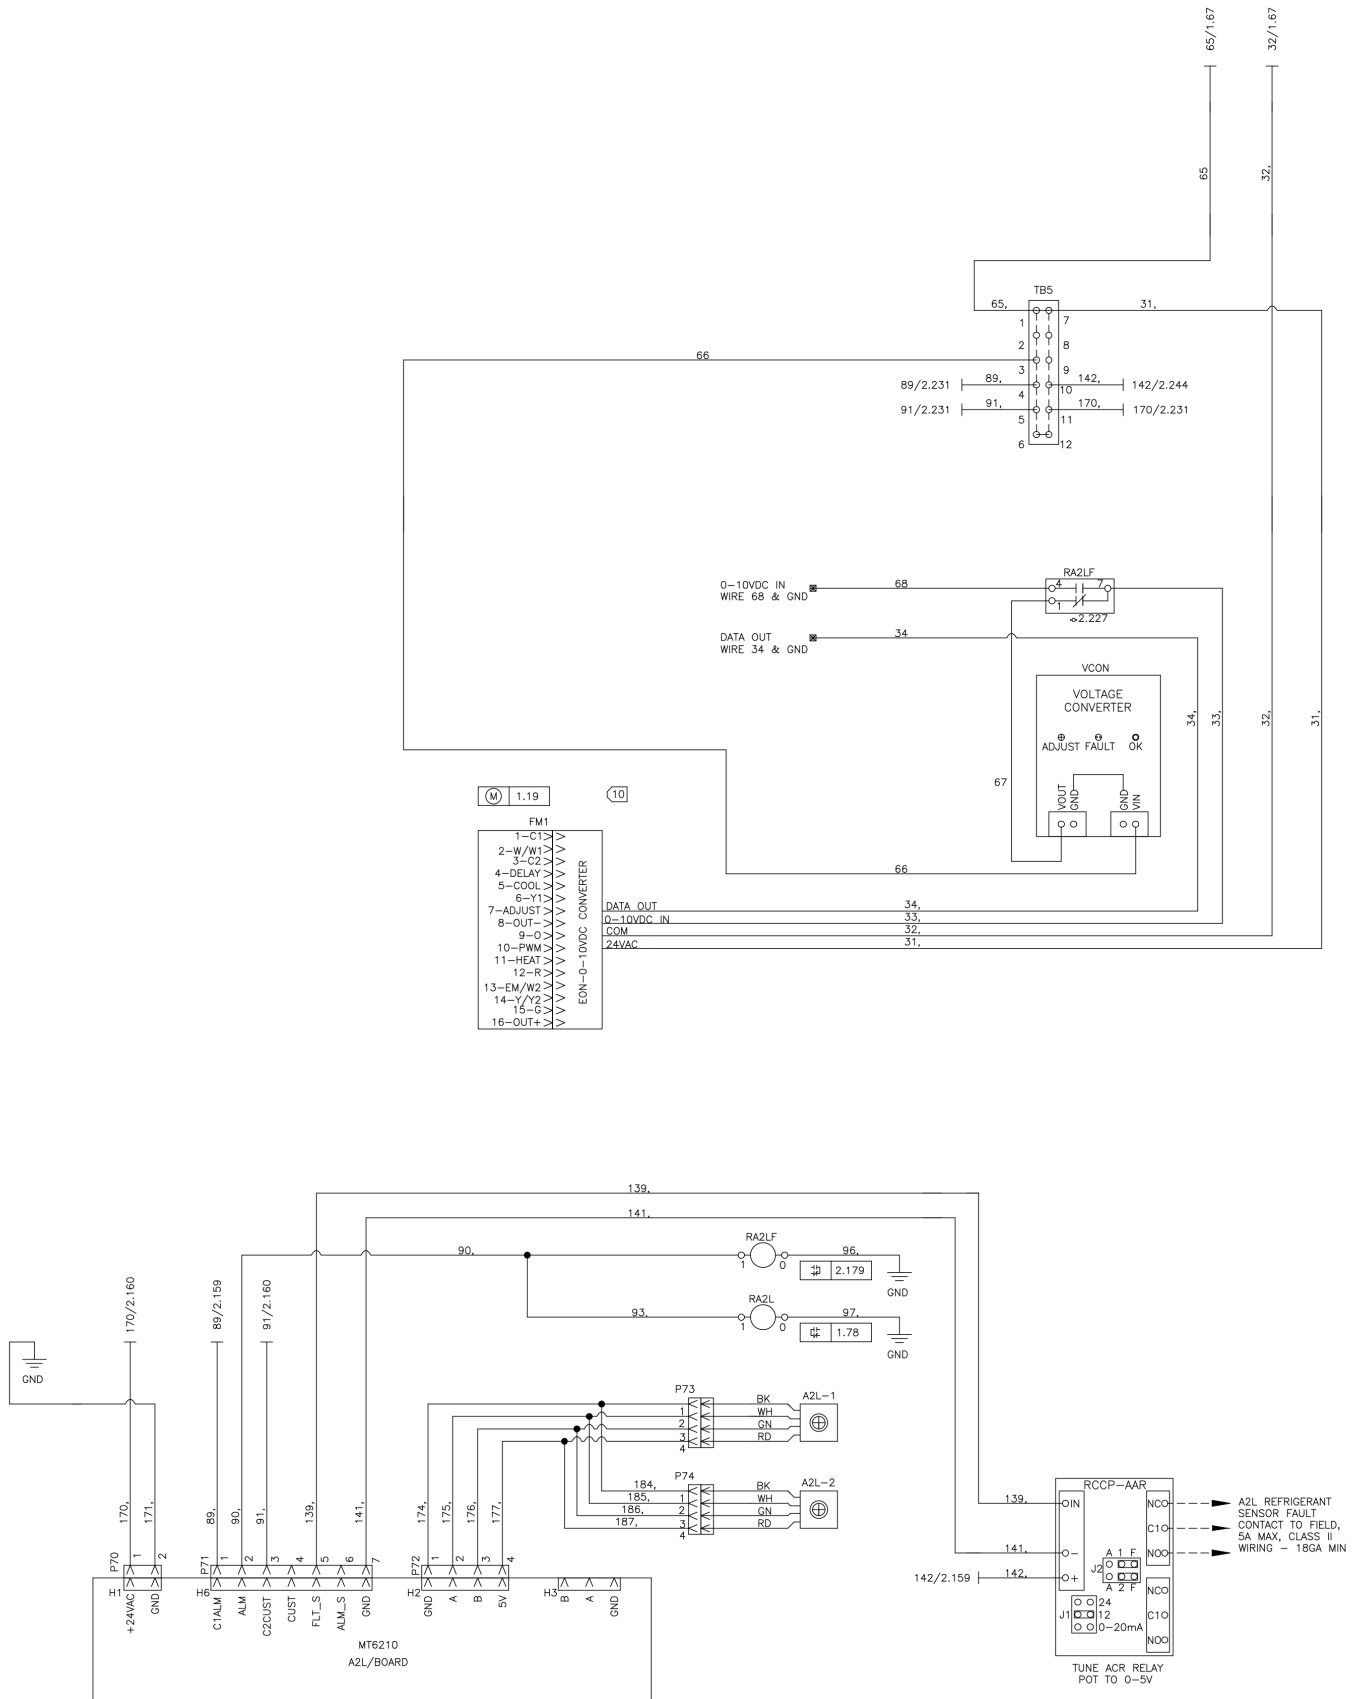 65/1.67
32/1.67
65
32,
TB5
65,
31,
1
7
2
8
66
3
9
89/2.231
89,
142,
142/2.244
4
10
91/2.231
91,
170,
170/2.231
5
11
6
12
RA2LF
0-10VDC IN
WIRE 68 & GND
68
4
7
1
2.227
DATA OUT
WIRE 34 & GND
34
VCON
VOLTAGE
CONVERTER
ADJUST FAULT OK
34,
33,
32,
31,
67
VOUT
GND
GND
VIN
M 1.19
10
FM1
1-C1
2-W/W1
3-C2
4-DELAY
5-COOL
6-Y1
7-ADJUST
8-OUT-
9-O
10-PWM
11-HEAT
12-R
13-EM/W2
14-Y/Y2
15-G
16-OUT+
EON-0-10VDC CONVERTER
66
DATA OUT
34,
0-10VDC IN
33,
COM
32,
24VAC
31,
139,
141,
90,
RA2LF
1
0
96,
2.179
GND
93,
RA2L
1
0
97,
1.78
GND
170/2.160
89/2.159
91/2.160
GND
P73
1
2
3
4
BK
WH
GN
RD
A2L-1
P74
184,
185,
186,
187,
1
2
3
4
BK
WH
GN
RD
A2L-2
170,
171,
89,
90,
91,
139,
141,
174,
175,
176,
177,
P70
1
2
P71
1
2
3
4
5
6
7
P72
1
2
3
4
H1
H6
H2
H3
+24VAC
GND
C1ALM
ALM
C2CUST
CUST
FLT_S
ALM_S
GND
GND
A
B
5V
B
A
GND
MT6210
A2L/BOARD
RCCP-AAR
139,
IN
141,
-
142/2.159
142,
+
NC
C1
NO
A2L REFRIGERANT
SENSOR FAULT
CONTACT TO FIELD,
5A MAX, CLASS II
WIRING - 18GA MIN
A 1 F
J2
A 2 F
J1
24
12
0-20mA
NC
C1
NO
TUNE ACR RELAY
POT TO 0-5V